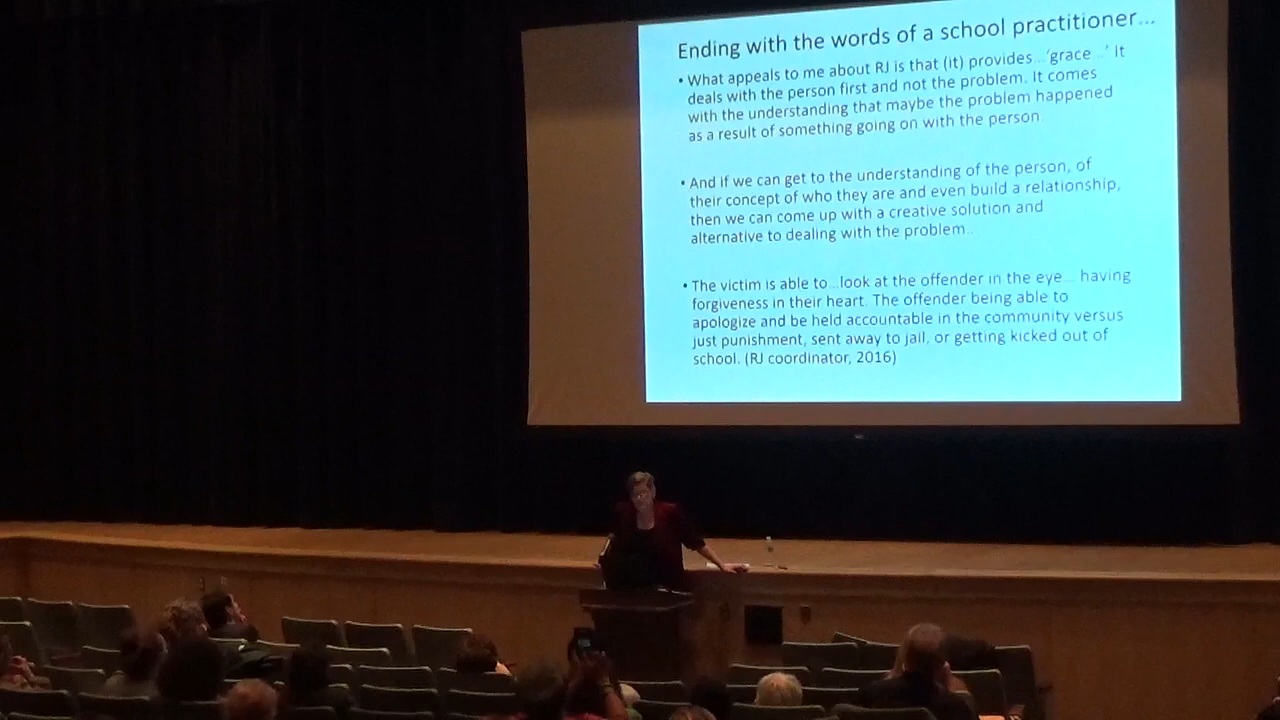 Ending with the words of a school practitioner...
• What appeals to me about RJ is that (it) provides...'grace...' It
deals with the person first and not the problem. It comes
with the understanding that maybe the problem happened
as a result of something going on with the person.
• And if we can get to the understanding of the person, of
their concept of who they are and even build a relationship,
then we can come up with a creative solution and
alternative to dealing with the problem..
• The victim is able to...look at the offender in the eye... having
forgiveness in their heart. The offender being able to
apologize and be held accountable in the community versus
just punishment, sent away to jail, or getting kicked out of
school. (RJ coordinator, 2016)